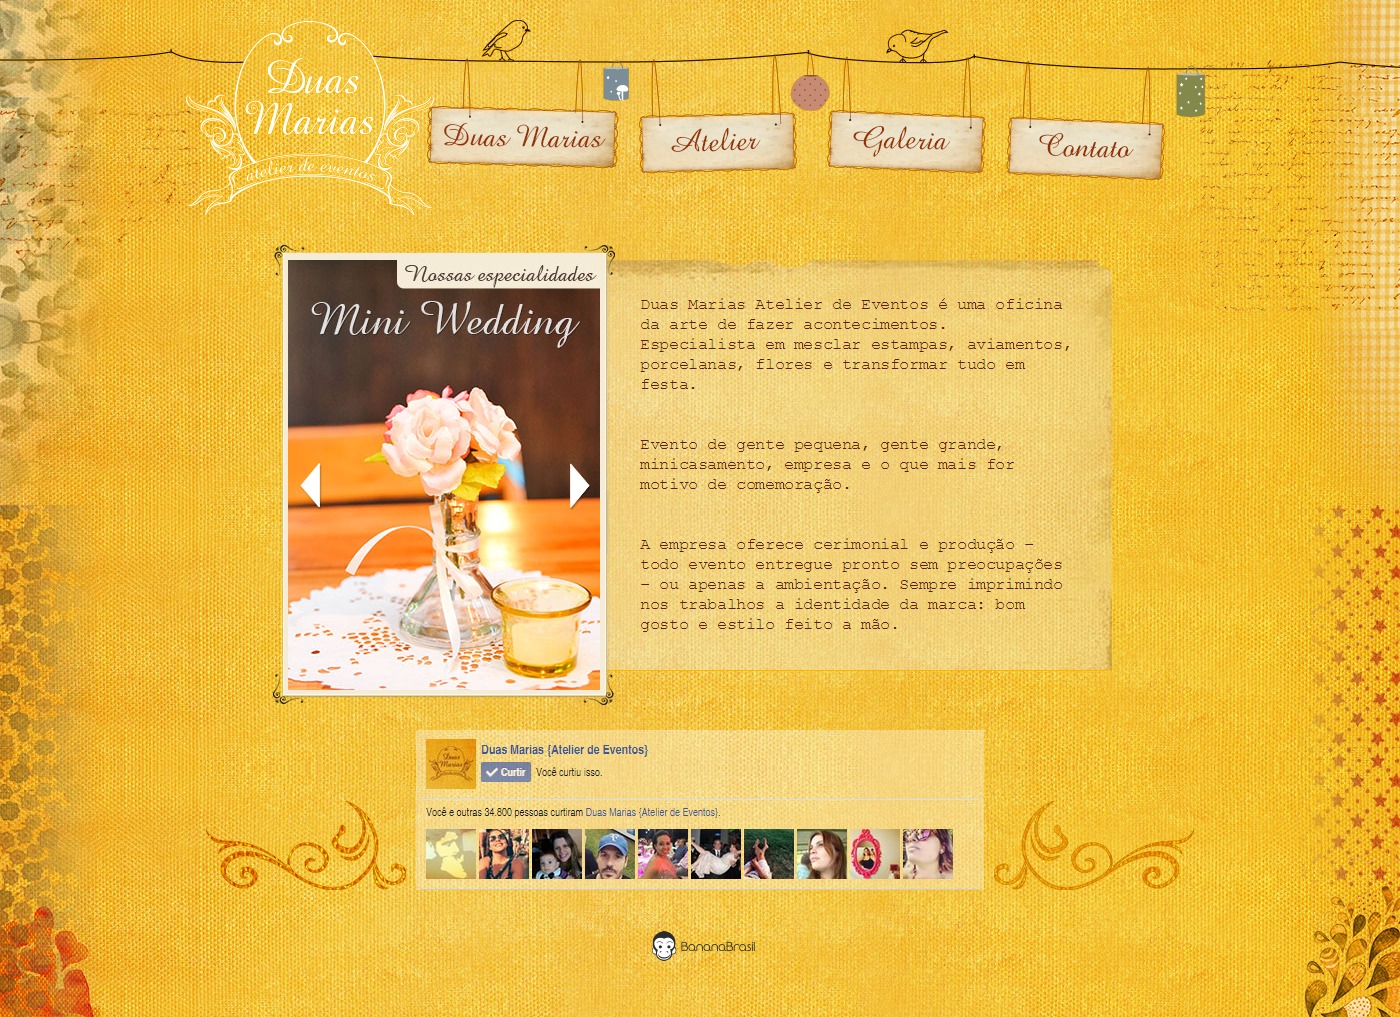 Duas
Marias
atelier de eventos
Duas Marias
Atelier
Galeria
Contato
Nossas especialidades
Mini Wedding
Duas Marias Atelier de Eventos é uma oficina
da arte de fazer acontecimentos.
Especialista em mesclar estampas, aviamentos,
porcelanas, flores e transformar tudo em
festa.
Evento de gente pequena, gente grande,
minicasamento, empresa e o que mais for
motivo de comemoração.
A empresa oferece cerimonial e produção –
todo evento entregue pronto sem preocupações
– ou apenas a ambientação. Sempre imprimindo
nos trabalhos a identidade da marca: bom
gosto e estilo feito a mão.
Duas
Marias
Duas Marias {Atelier de Eventos}
Curtir Você curtiu isso.
Você e outras 34.800 pessoas curtiram Duas Marias {Atelier de Eventos}.
BananaBrasil